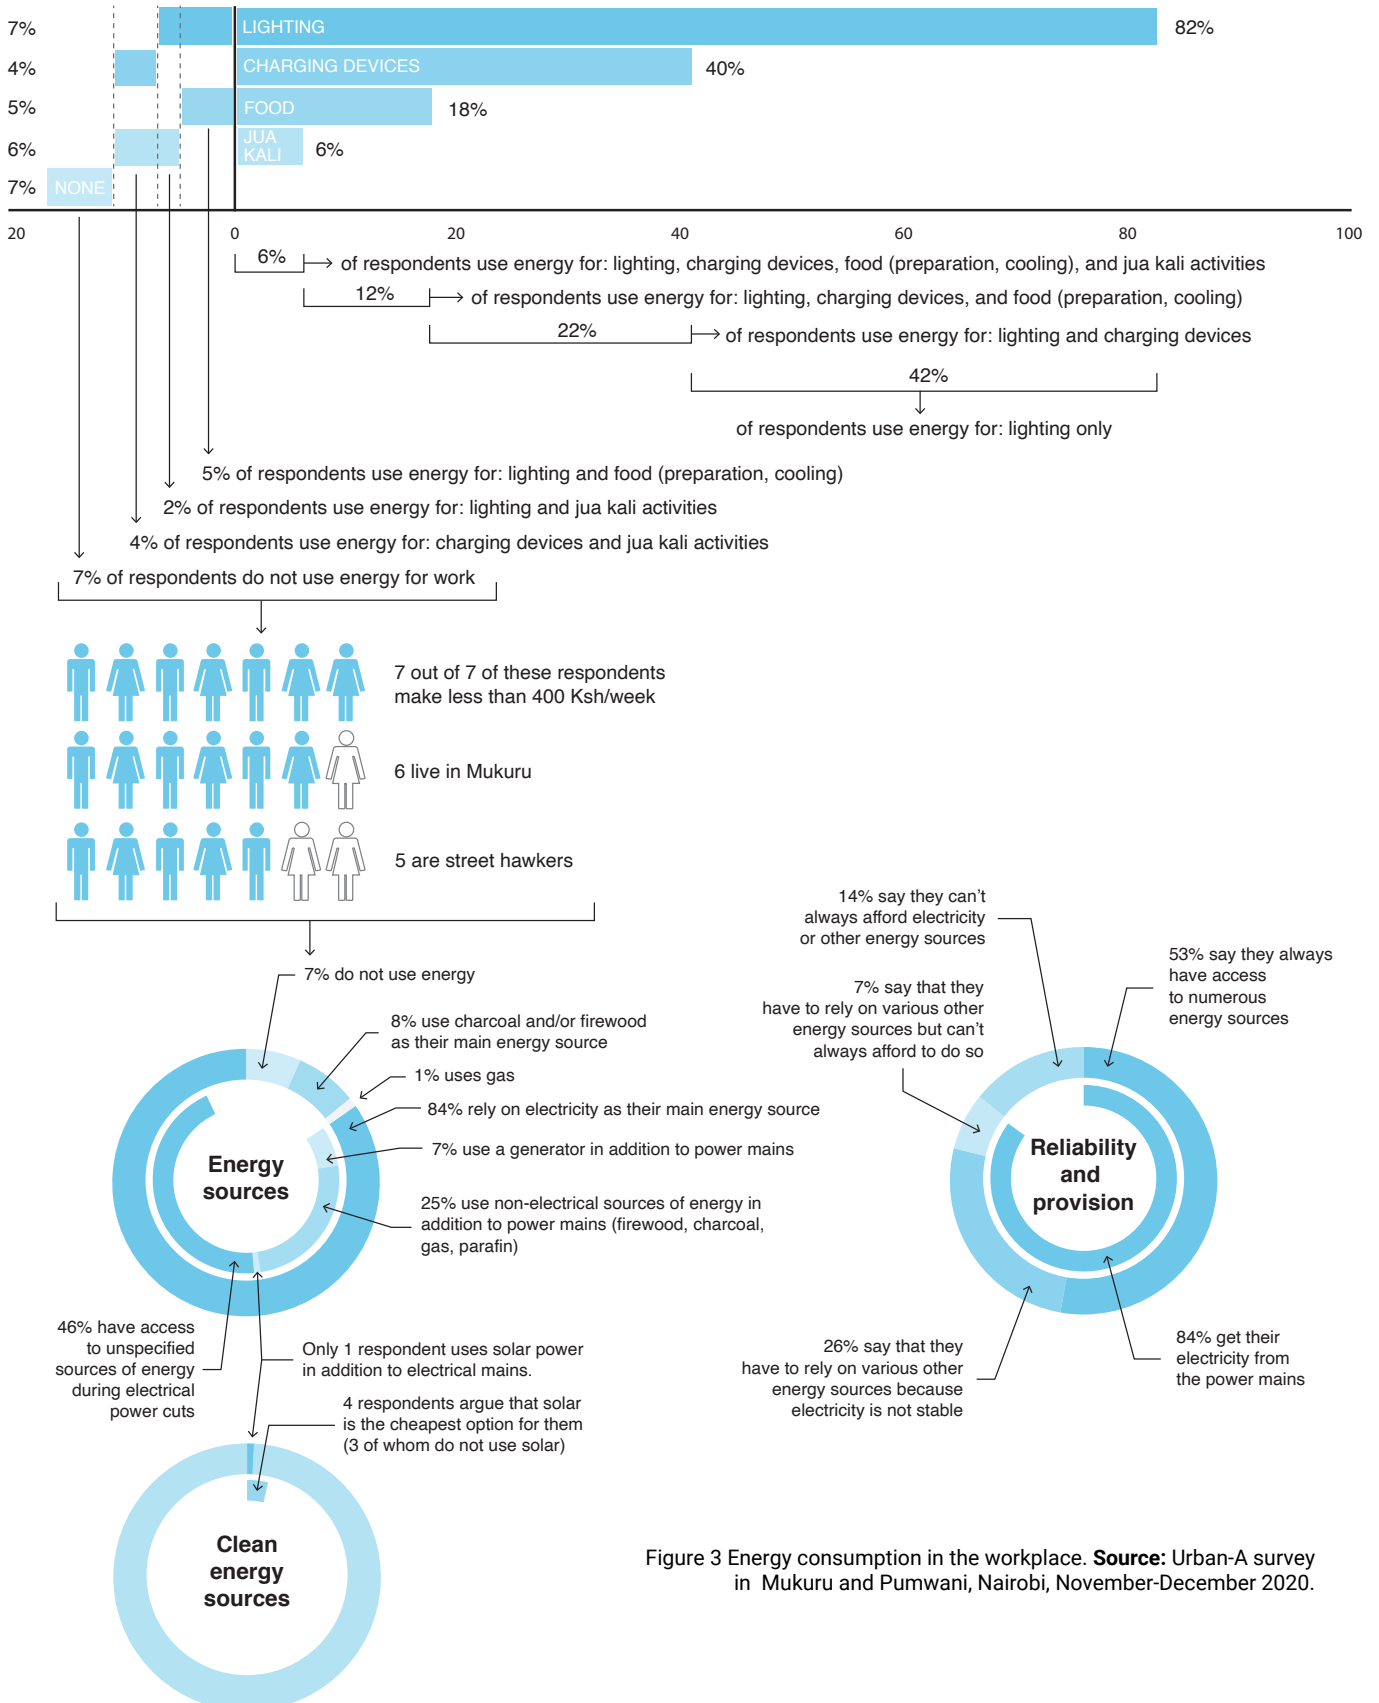 7%
LIGHTING
82%
4%
CHARGING DEVICES
40%
5%
FOOD
18%
6%
JUA
KALI
6%
7%
NONE
20
0
20
40
60
80
100
6%
of respondents use energy for: lighting, charging devices, food (preparation, cooling), and jua kali activities
12%
of respondents use energy for: lighting, charging devices, and food (preparation, cooling)
22%
of respondents use energy for: lighting and charging devices
42%
of respondents use energy for: lighting only
5% of respondents use energy for: lighting and food (preparation, cooling)
2% of respondents use energy for: lighting and jua kali activities
4% of respondents use energy for: charging devices and jua kali activities
7% of respondents do not use energy for work
7 out of 7 of these respondents
make less than 400 Ksh/week
6 live in Mukuru
5 are street hawkers
7% do not use energy
8% use charcoal and/or firewood
as their main energy source
1% uses gas
84% rely on electricity as their main energy source
7% use a generator in addition to power mains
25% use non-electrical sources of energy in
addition to power mains (firewood, charcoal,
gas, parafin)
Energy
sources
46% have access
to unspecified
sources of energy
during electrical
power cuts
Only 1 respondent uses solar power
in addition to electrical mains.
4 respondents argue that solar
is the cheapest option for them
(3 of whom do not use solar)
Clean
energy
sources
14% say they can't
always afford electricity
or other energy sources
7% say that they
have to rely on various other
energy sources but can't
always afford to do so
53% say they always
have access
to numerous
energy sources
Reliability
and
provision
26% say that they
have to rely on various other
energy sources because
electricity is not stable
84% get their
electricity from
the power mains
Figure 3 Energy consumption in the workplace. Source: Urban-A survey
in Mukuru and Pumwani, Nairobi, November-December 2020.